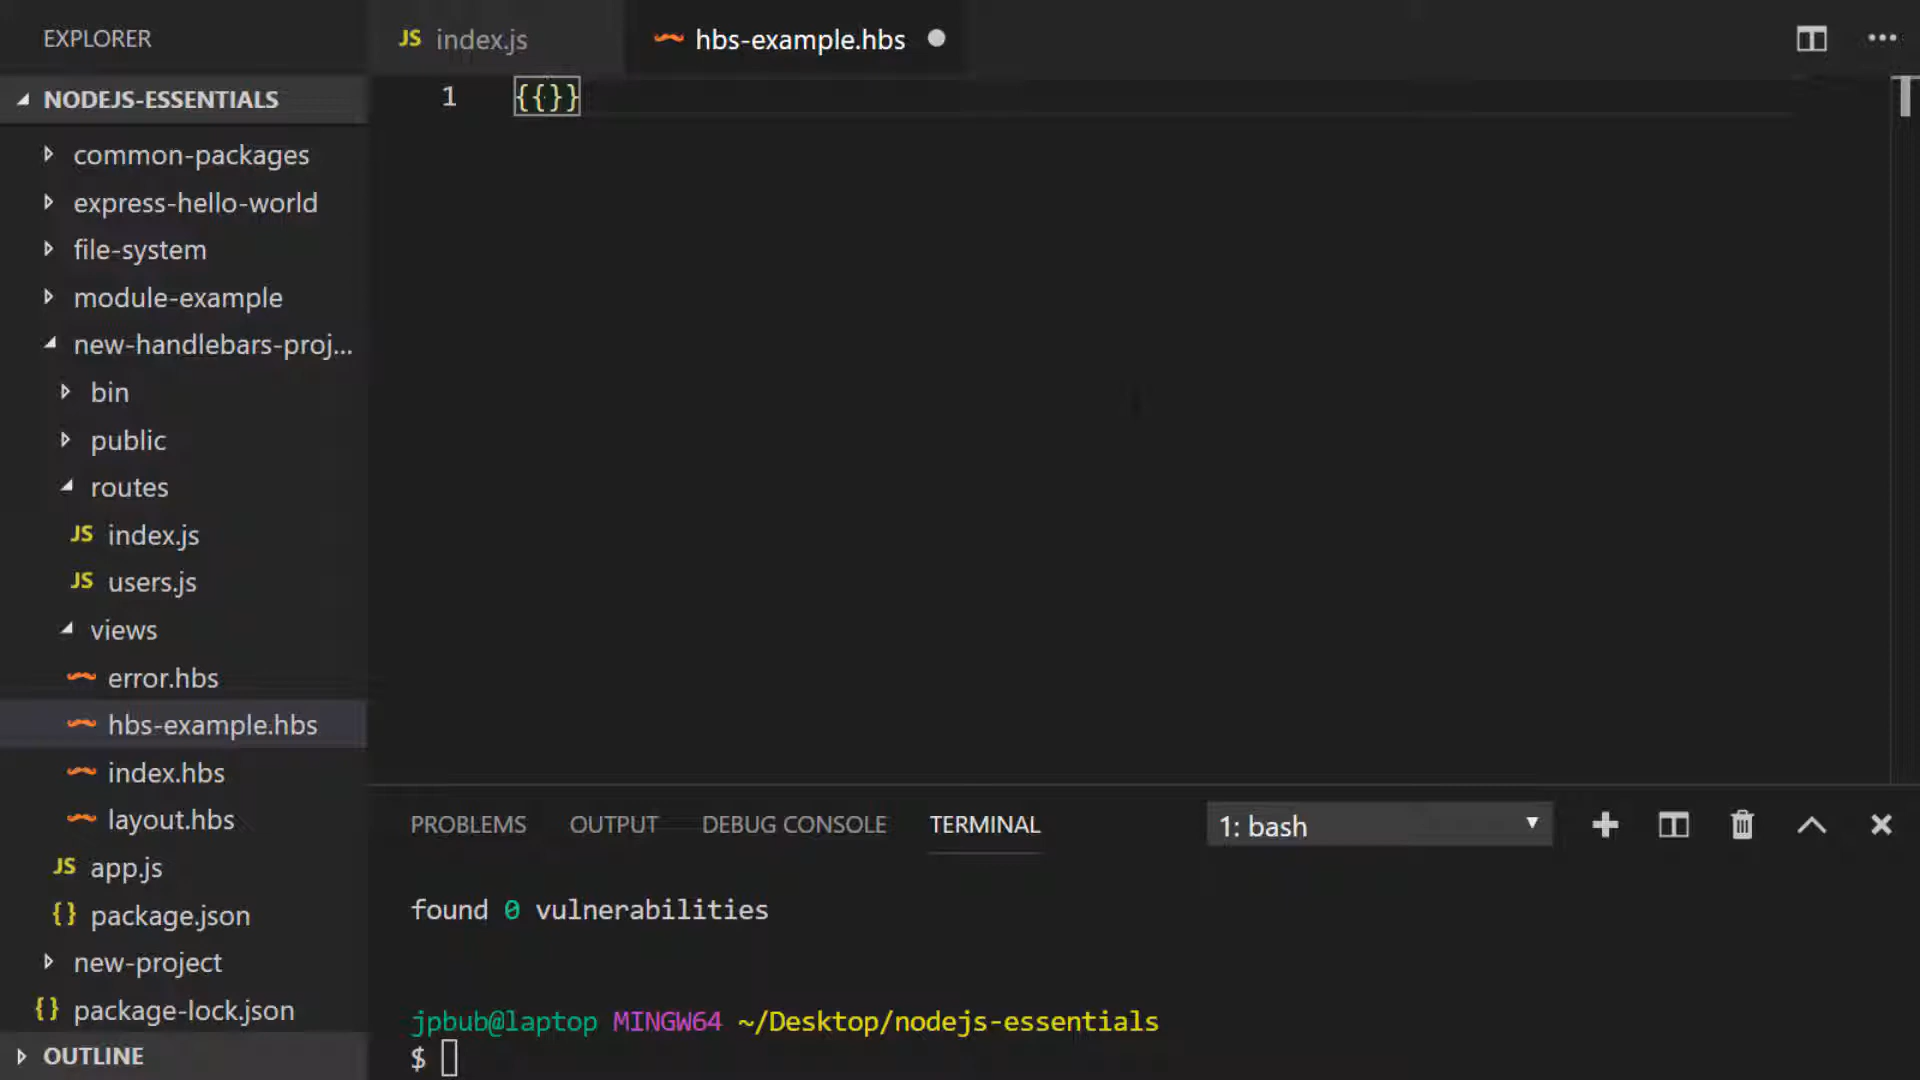 EXPLORER
JS index.js
hbs-example.hbs
NODEJS-ESSENTIALS
1 {{}}
common-packages
express-hello-world
file-system
module-example
new-handlebars-proj...
bin
public
routes
JS index.js
JS users.js
views
error.hbs
hbs-example.hbs
index.hbs
layout.hbs
JS app.js
{} package.json
new-project
{} package-lock.json
OUTLINE
PROBLEMS OUTPUT DEBUG CONSOLE TERMINAL 1: bash
found 0 vulnerabilities
jpbub@laptop MINGW64 ~/Desktop/nodejs-essentials
$